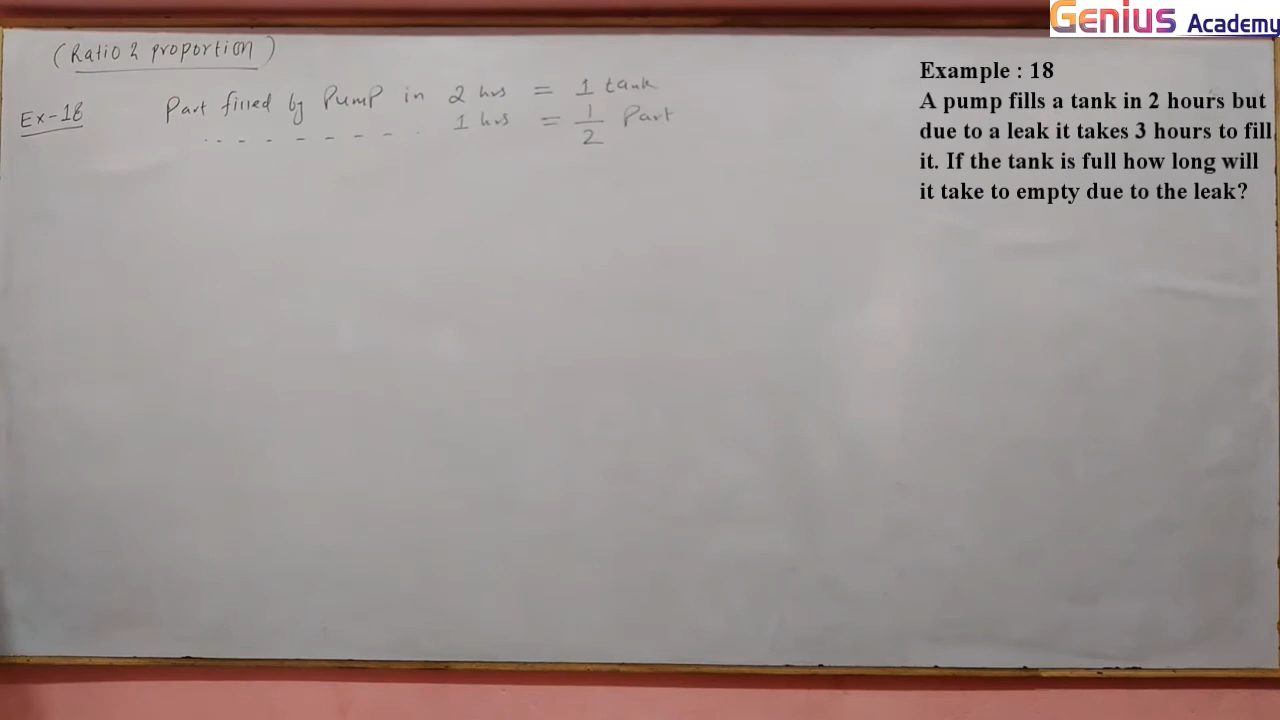 Genius Academy
(Ratio & proportion)
Ex-18
Part filled by Pump in 2 hrs = 1 tank
. . - - - - - - . 1 hrs = 1/2 Part
Example : 18
A pump fills a tank in 2 hours but
due to a leak it takes 3 hours to fill
it. If the tank is full how long will
it take to empty due to the leak?